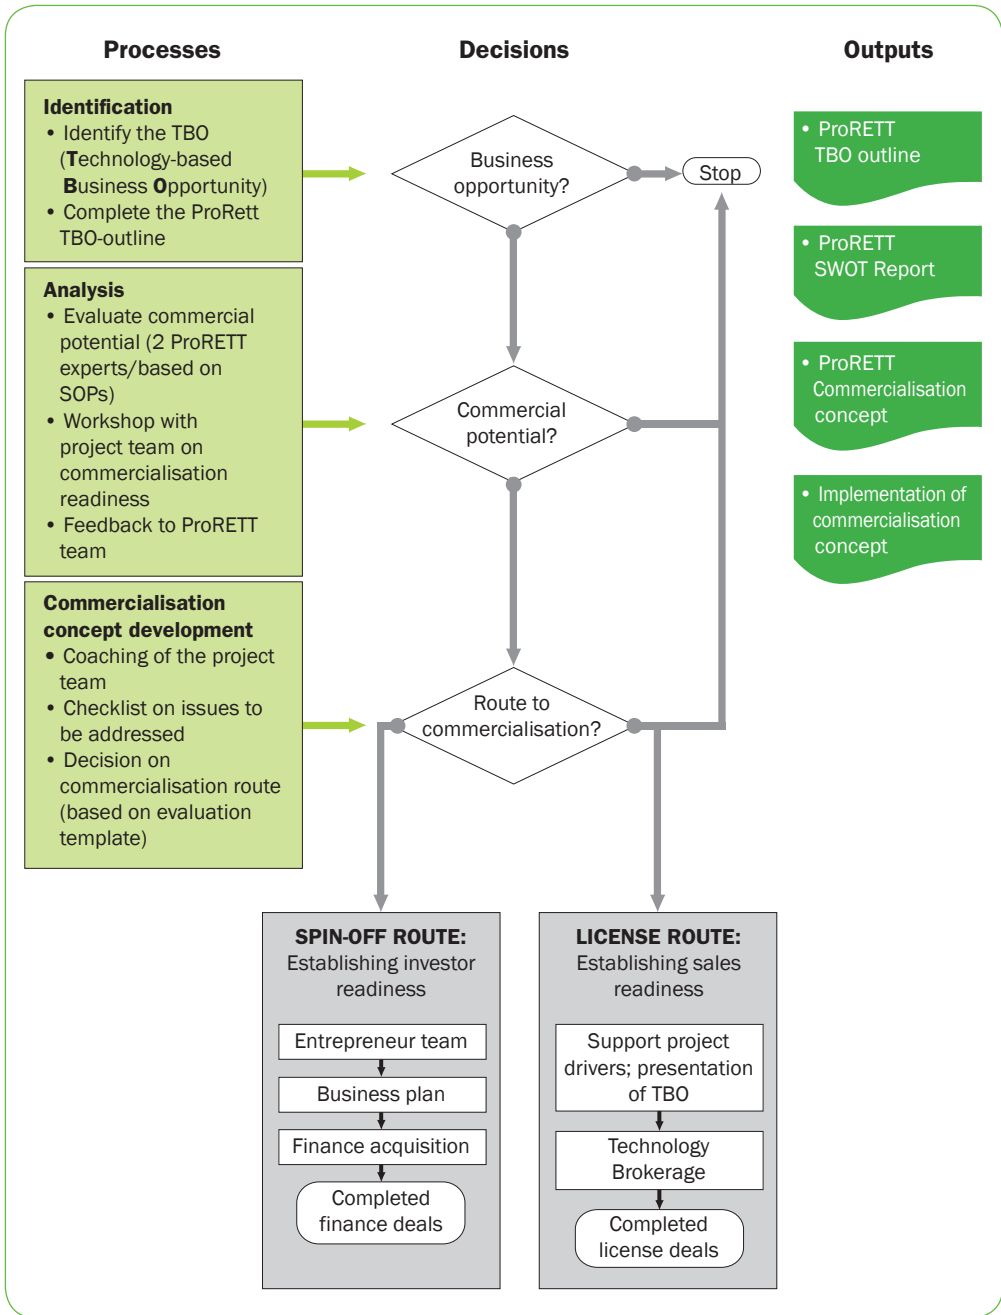 Processes
Decisions
Outputs
Identification
• Identify the TBO
(Technology-based
Business Opportunity)
• Complete the ProRett
TBO-outline
Business
opportunity?
Stop
• ProRETT
TBO outline
• ProRETT
SWOT Report
Analysis
• Evaluate commercial
potential (2 ProRETT
experts/based on
SOPs)
• Workshop with
project team on
commercialisation
readiness
• Feedback to ProRETT
team
Commercial
potential?
• ProRETT
Commercialisation
concept
• Implementation of
commercialisation
concept
Commercialisation
concept development
• Coaching of the project
team
• Checklist on issues to
be addressed
• Decision on
commercialisation route
(based on evaluation
template)
Route to
commercialisation?
SPIN-OFF ROUTE:
Establishing investor
readiness
Entrepreneur team
Business plan
Finance acquisition
Completed
finance deals
LICENSE ROUTE:
Establishing sales
readiness
Support project
drivers; presentation
of TBO
Technology
Brokerage
Completed
license deals